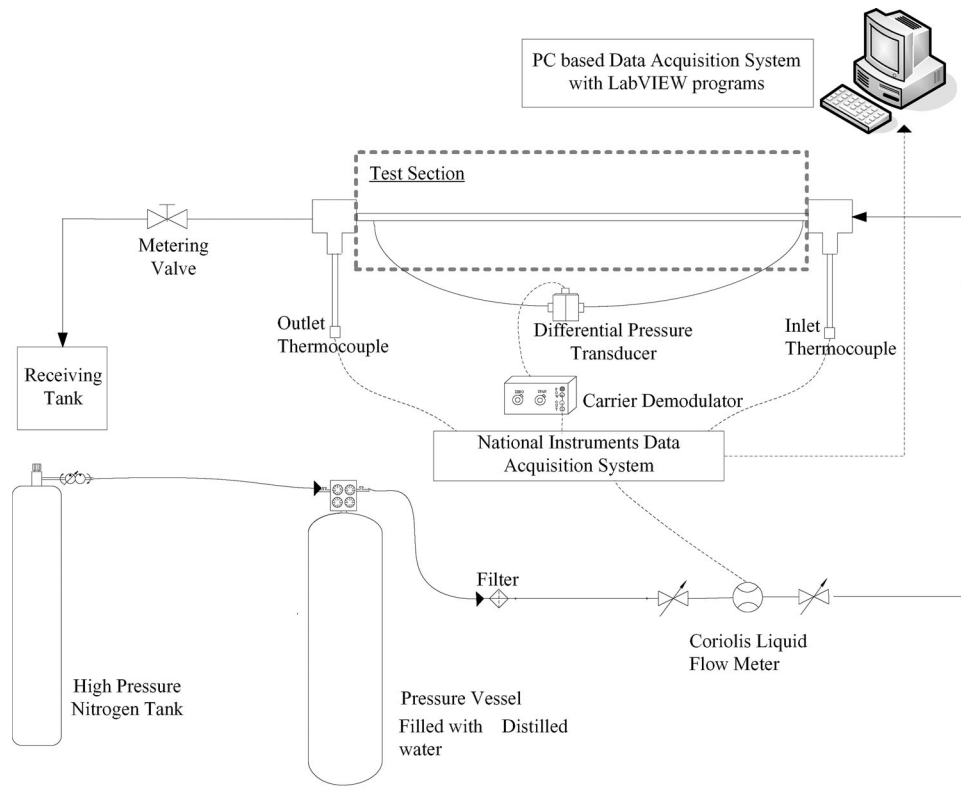 PC based Data Acquisition System
with LabVIEW programs
Test Section
Metering
Valve
Outlet
Thermocouple
Differential Pressure
Transducer
Inlet
Thermocouple
Receiving
Tank
Carrier Demodulator
National Instruments Data
Acquisition System
Filter
Coriolis Liquid
Flow Meter
High Pressure
Nitrogen Tank
Pressure Vessel
Filled with Distilled
water